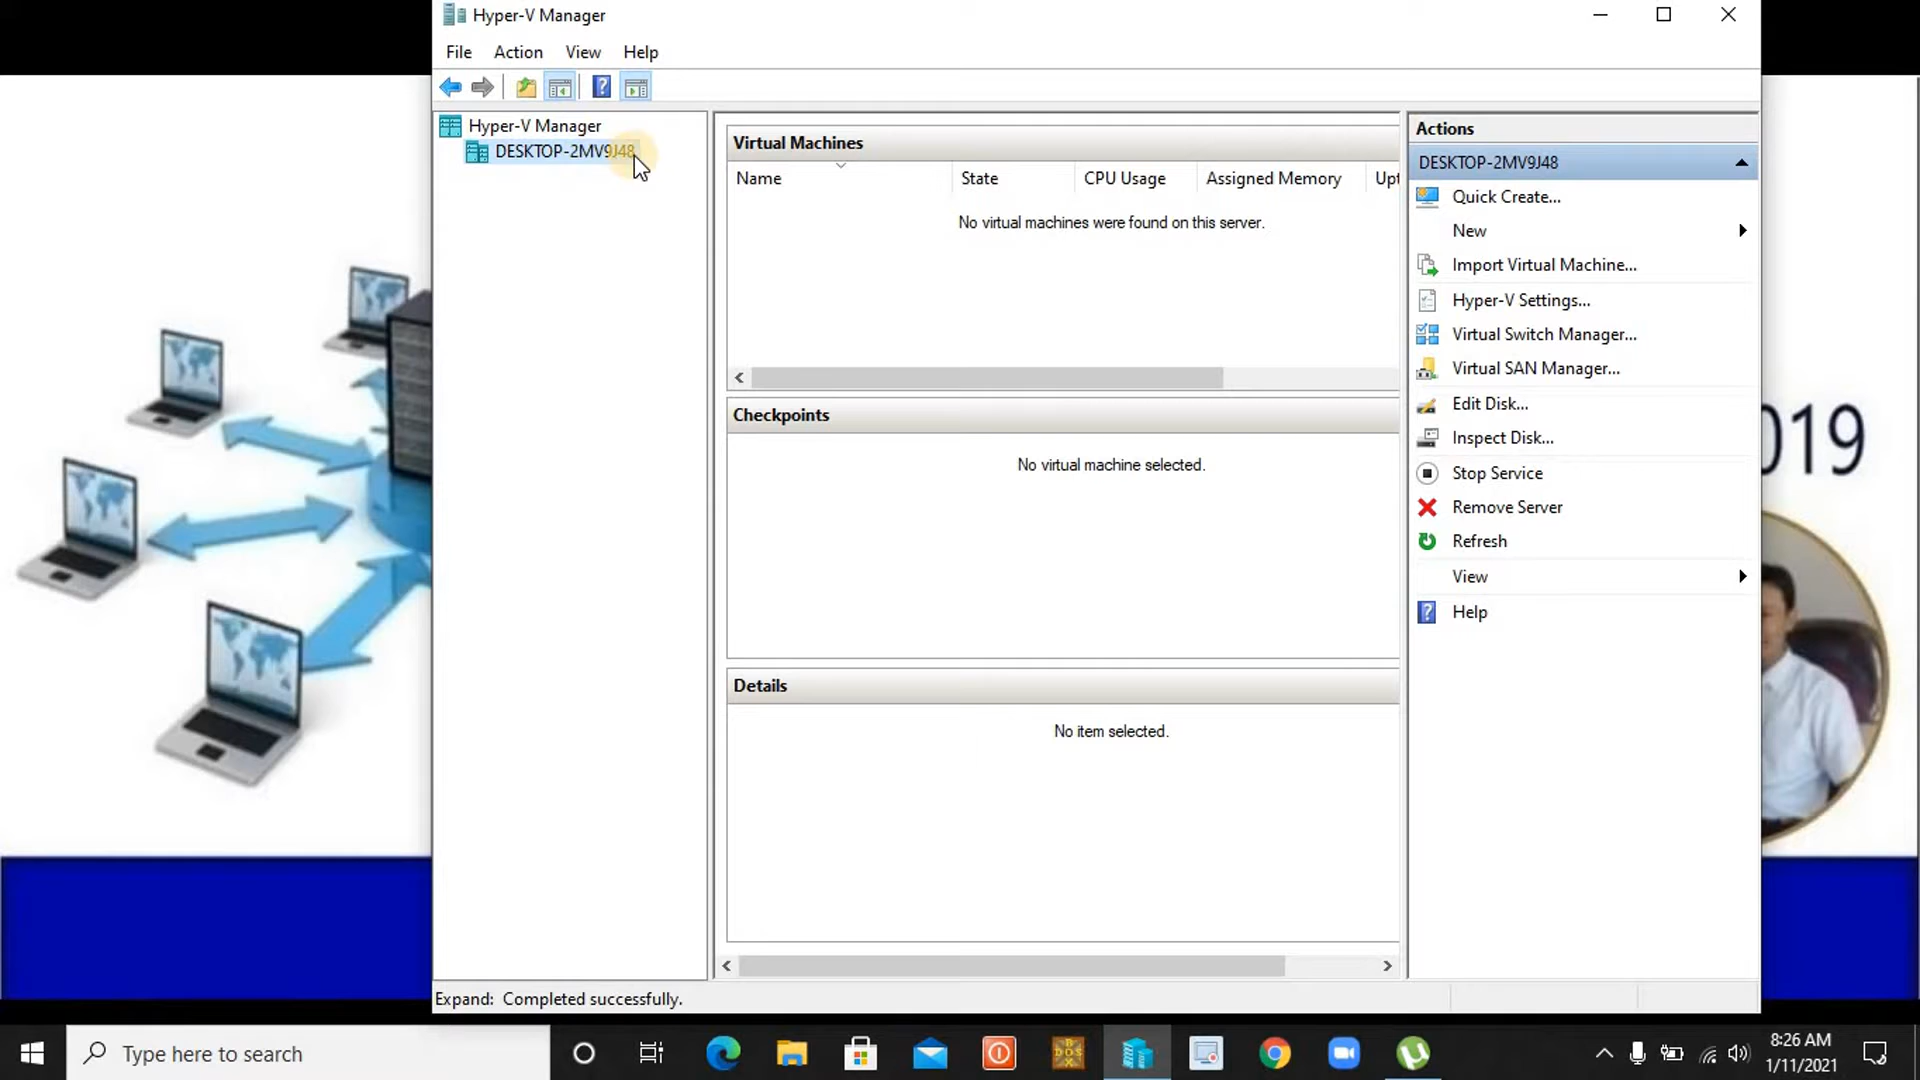 Hyper-V Manager
File Action View Help
Hyper-V Manager
DESKTOP-2MV9J48
Virtual Machines
Name State CPU Usage Assigned Memory Upt
No virtual machines were found on this server.
Checkpoints
No virtual machine selected.
Details
No item selected.
Actions
DESKTOP-2MV9J48
Quick Create...
New
Import Virtual Machine...
Hyper-V Settings...
Virtual Switch Manager...
Virtual SAN Manager...
Edit Disk...
Inspect Disk...
Stop Service
Remove Server
Refresh
View
Help
019
Expand: Completed successfully.
Type here to search
8:26 AM
1/11/2021